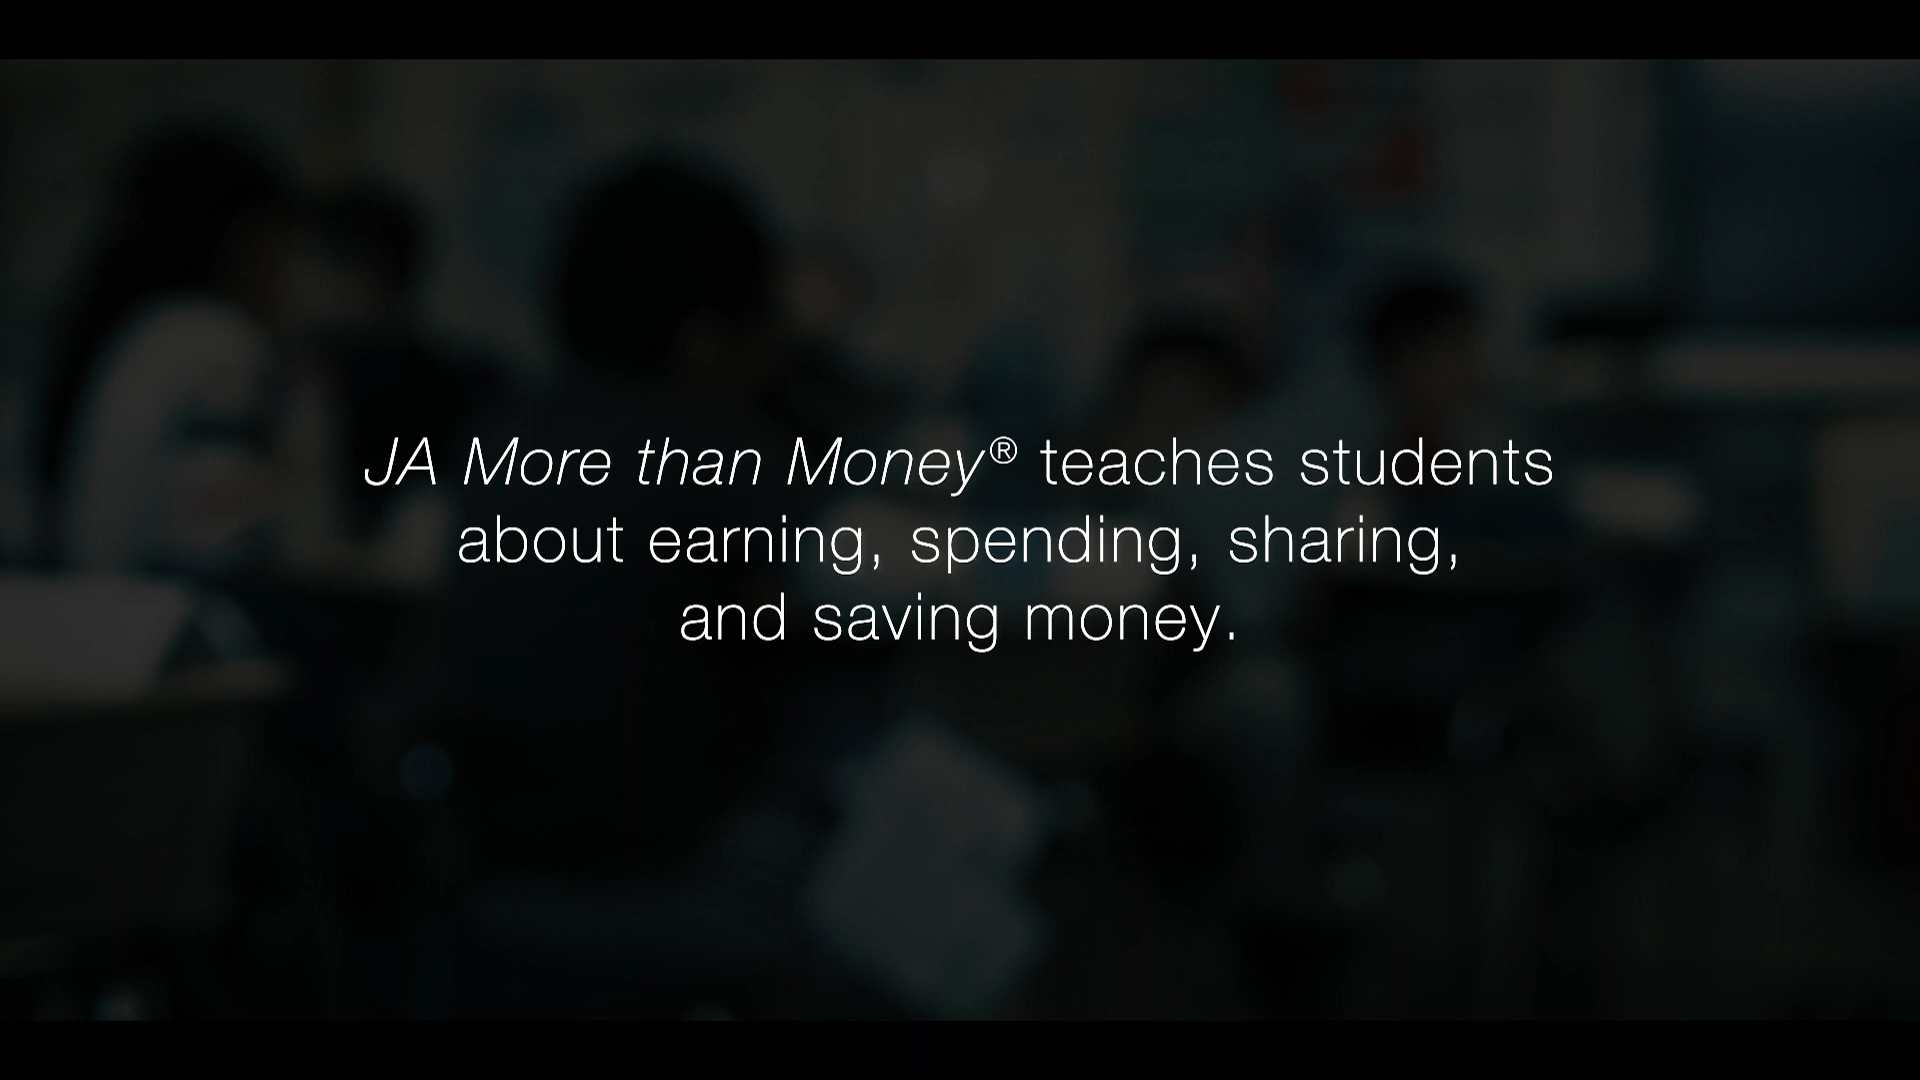 JA More than Money® teaches students
about earning, spending, sharing,
and saving money.